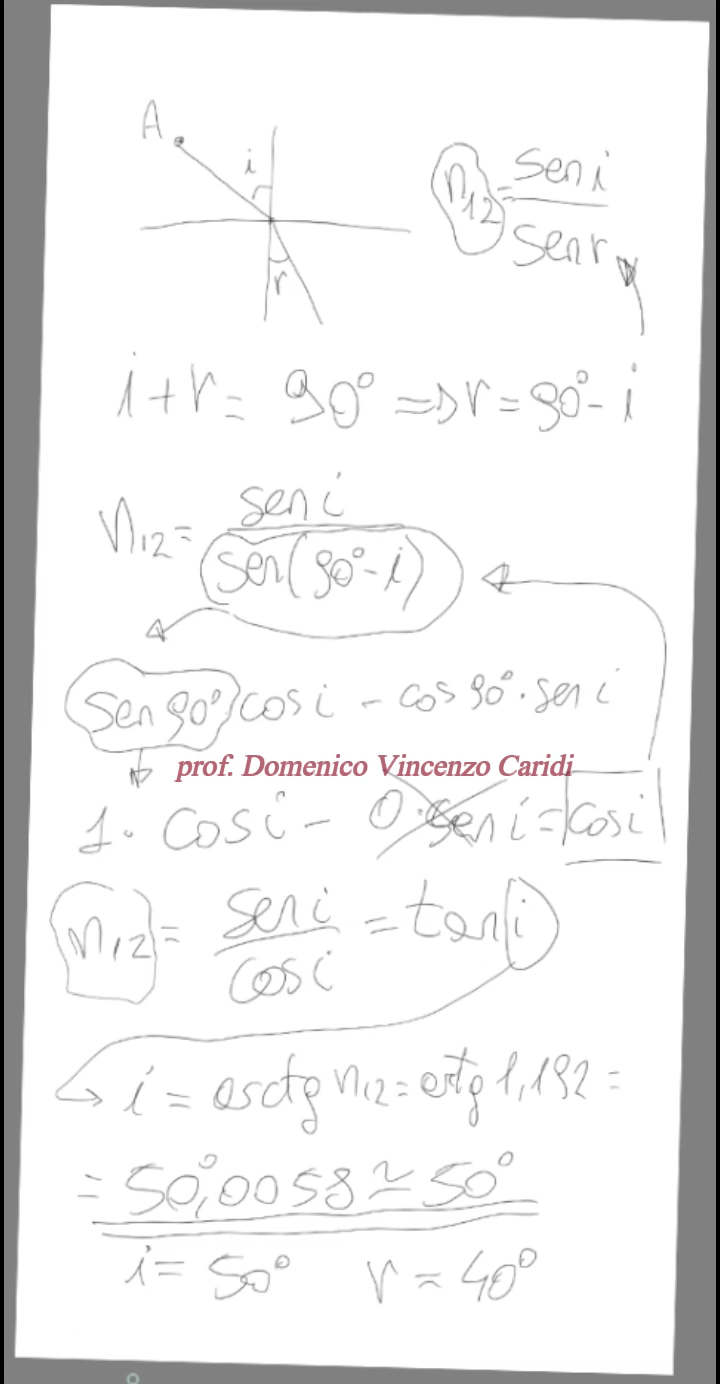 A
i
r
n12 = sen i / sen r
i + r = 90° => r = 90° - i
n12 = sen i / sen(90° - i)
sen 90° cos i - cos 90° · sen i
prof. Domenico Vincenzo Caridi
1 · cos i - 0 · sen i = cos i
n12 = sen i / cos i = tan i
i = arctg n12 = artg 1,192 =
= 50°,0058 ≃ 50°
i = 50° r = 40°